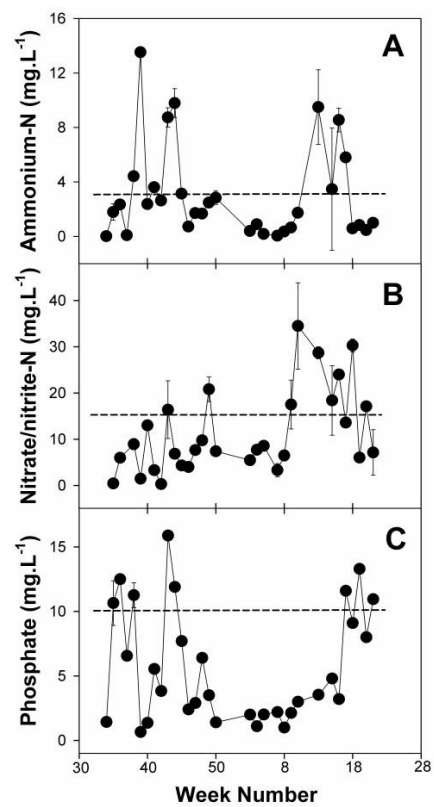 A
Ammonium-N (mg.L-1)
16
12
8
4
0
B
Nitrate/nitrite-N (mg.L-1)
40
30
20
10
0
C
Phosphate (mg.L-1)
15
10
5
0
30 40 50 8 18 28
Week Number